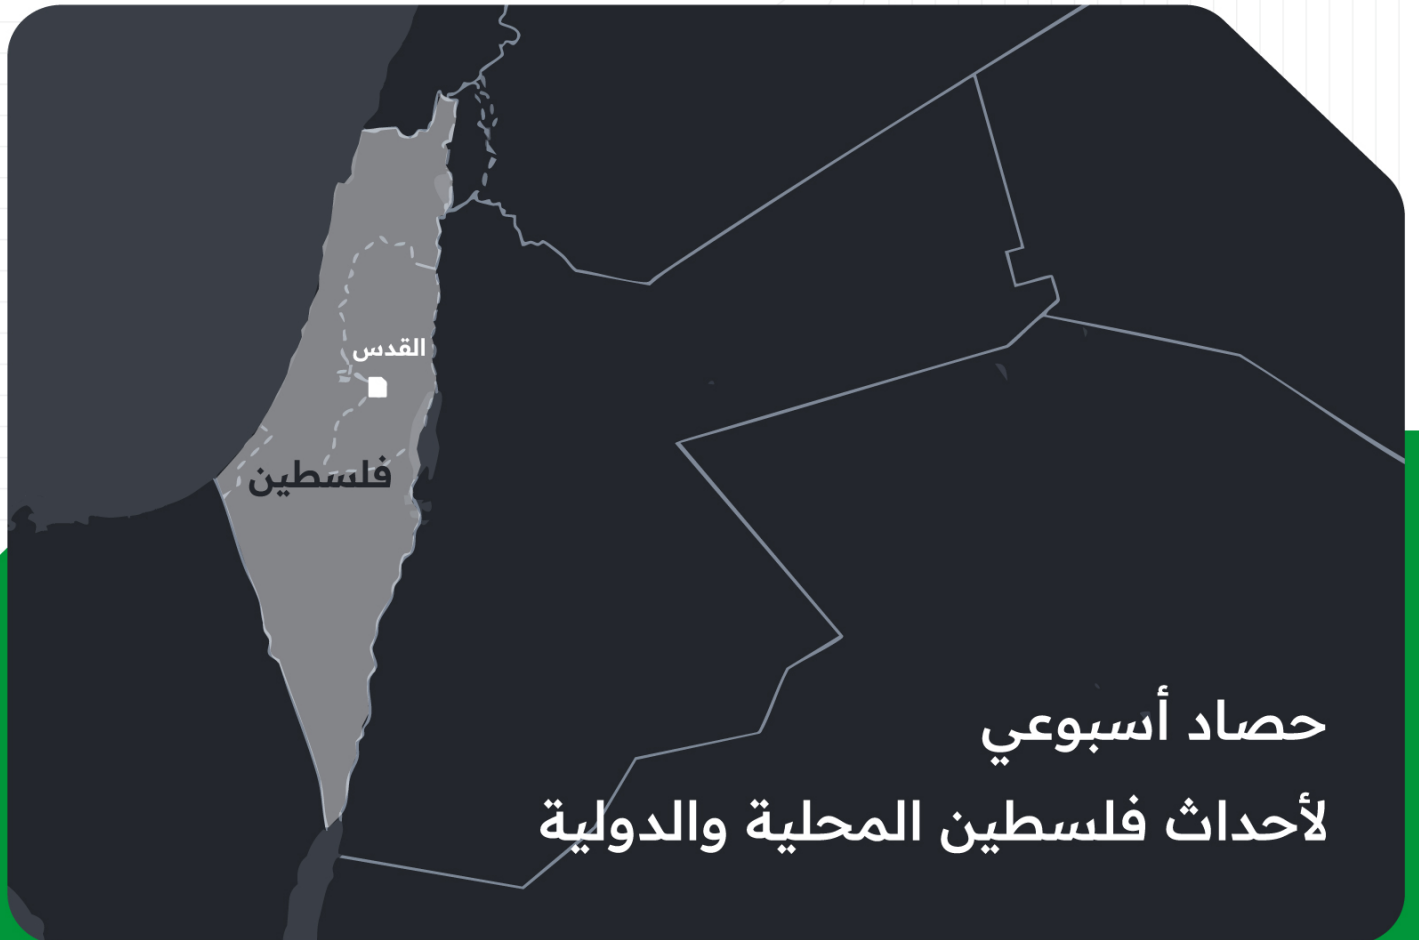 القدس
فلسطين
حصاد أسبوعي
لأحداث فلسطين المحلية والدولية